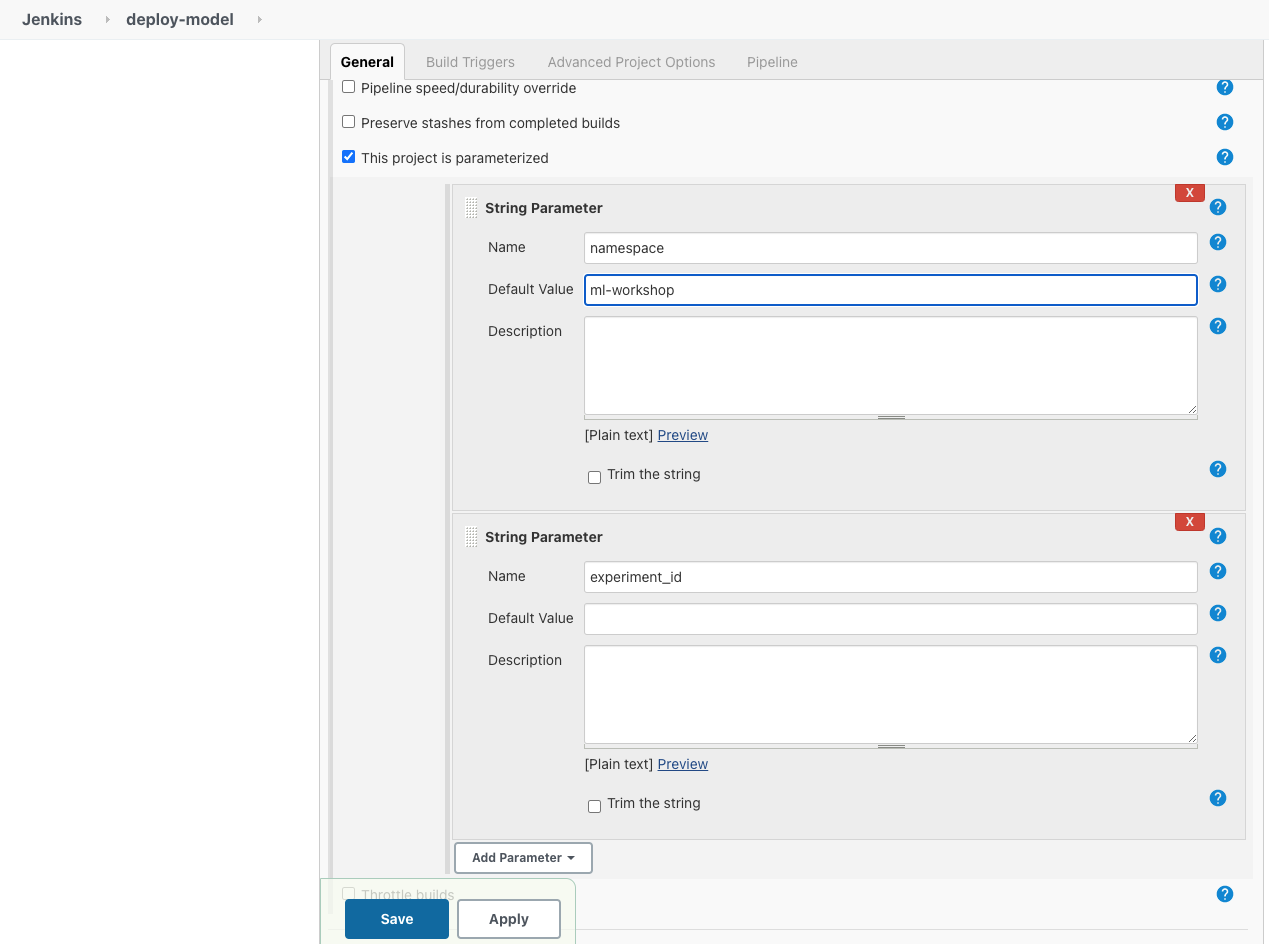 Jenkins deploy-model
General Build Triggers Advanced Project Options Pipeline
Pipeline speed/durability override ?
Preserve stashes from completed builds ?
This project is parameterized ?
X
String Parameter ?
Name namespace ?
Default Value ml-workshop ?
Description ?
[Plain text] Preview
Trim the string ?
X
String Parameter ?
Name experiment_id ?
Default Value ?
Description ?
[Plain text] Preview
Trim the string ?
Add Parameter
Throttle builds ?
Save Apply